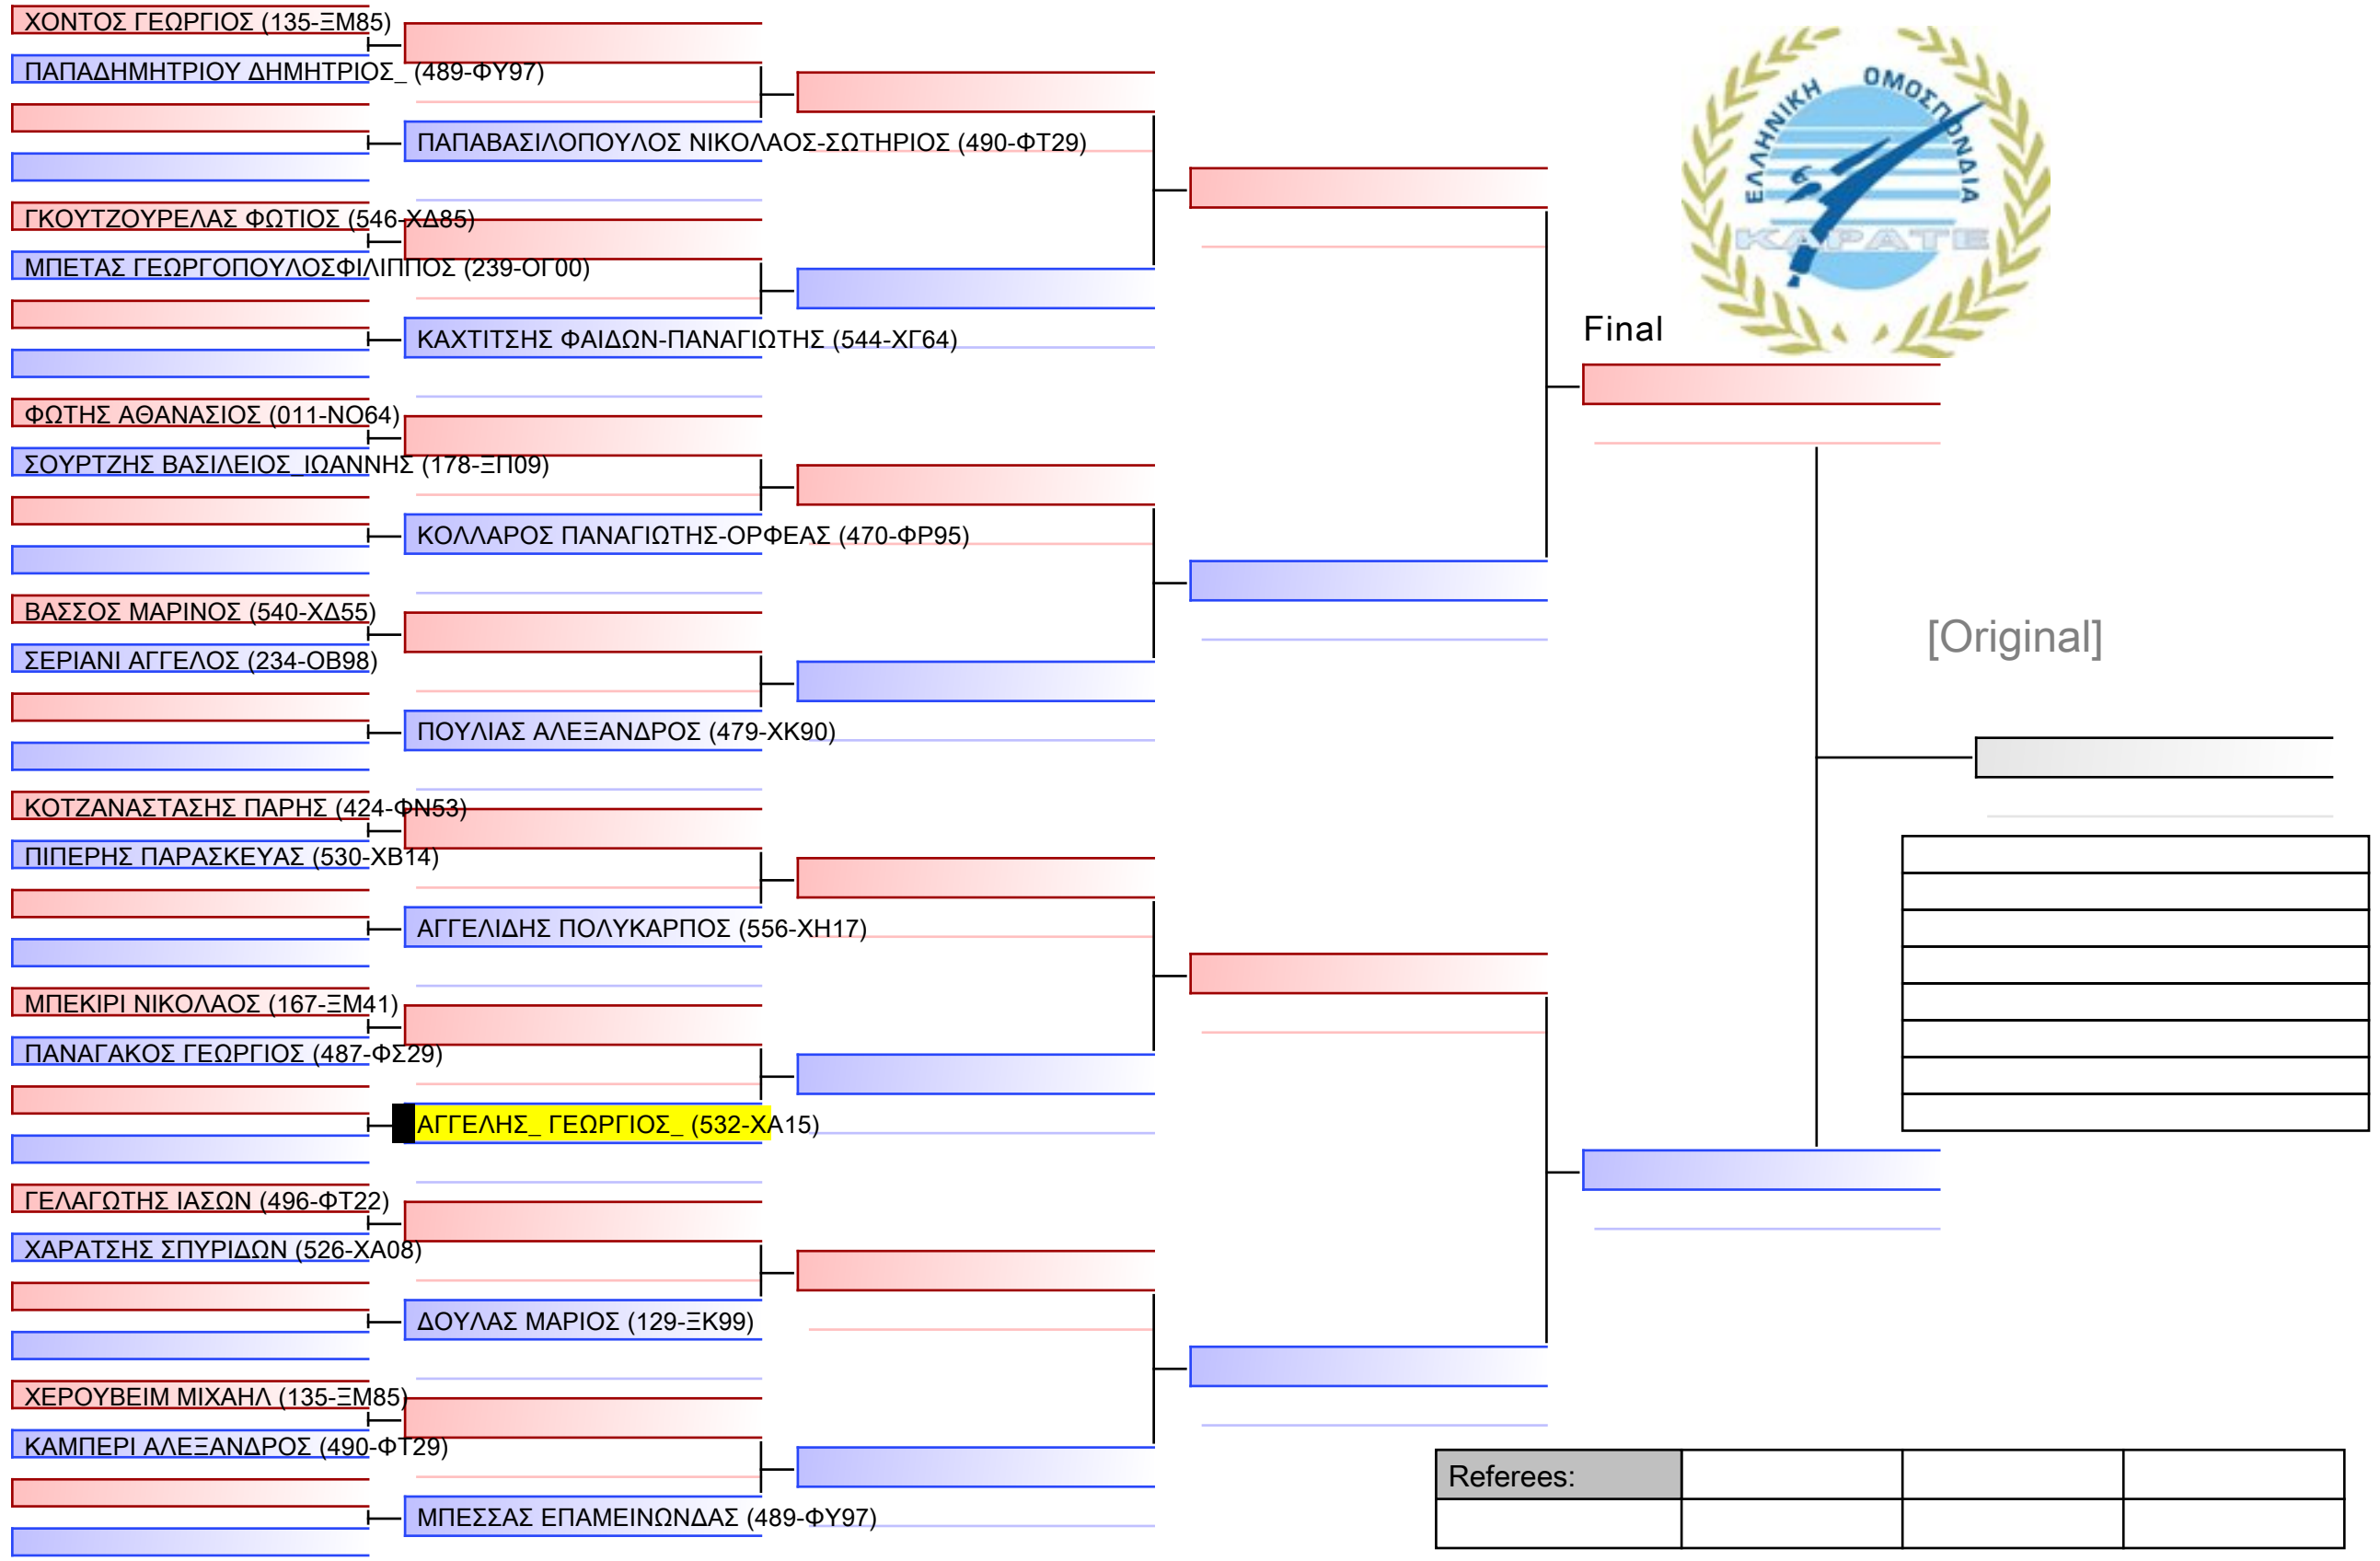 ΧΟΝΤΟΣ ΓΕΩΡΓΙΟΣ (135-ΞΜ85)
ΠΑΠΑΔΗΜΗΤΡΙΟΥ ΔΗΜΗΤΡΙΟΣ_ (489-ΦΥ97)
ΠΑΠΑΒΑΣΙΛΟΠΟΥΛΟΣ ΝΙΚΟΛΑΟΣ-ΣΩΤΗΡΙΟΣ (490-ΦΤ29)
ΓΚΟΥΤΖΟΥΡΕΛΑΣ ΦΩΤΙΟΣ (546-ΧΔ85)
ΜΠΕΤΑΣ ΓΕΩΡΓΟΠΟΥΛΟΣΦΙΛΙΠΠΟΣ (239-ΟΓ00)
ΚΑΧΤΙΤΣΗΣ ΦΑΙΔΩΝ-ΠΑΝΑΓΙΩΤΗΣ (544-ΧΓ64)
ΦΩΤΗΣ ΑΘΑΝΑΣΙΟΣ (011-ΝΟ64)
ΣΟΥΡΤΖΗΣ ΒΑΣΙΛΕΙΟΣ_ΙΩΑΝΝΗΣ (178-ΞΠ09)
ΚΟΛΛΑΡΟΣ ΠΑΝΑΓΙΩΤΗΣ-ΟΡΦΕΑΣ (470-ΦΡ95)
ΒΑΣΣΟΣ ΜΑΡΙΝΟΣ (540-ΧΔ55)
ΣΕΡΙΑΝΙ ΑΓΓΕΛΟΣ (234-ΟΒ98)
ΠΟΥΛΙΑΣ ΑΛΕΞΑΝΔΡΟΣ (479-ΧΚ90)
ΚΟΤΖΑΝΑΣΤΑΣΗΣ ΠΑΡΗΣ (424-ΦΝ53)
ΠΙΠΕΡΗΣ ΠΑΡΑΣΚΕΥΑΣ (530-ΧΒ14)
ΑΓΓΕΛΙΔΗΣ ΠΟΛΥΚΑΡΠΟΣ (556-ΧΗ17)
ΜΠΕΚΙΡΙ ΝΙΚΟΛΑΟΣ (167-ΞΜ41)
ΠΑΝΑΓΑΚΟΣ ΓΕΩΡΓΙΟΣ (487-ΦΣ29)
ΑΓΓΕΛΗΣ_ ΓΕΩΡΓΙΟΣ_ (532-ΧΑ15)
ΓΕΛΑΓΩΤΗΣ ΙΑΣΩΝ (496-ΦΤ22)
ΧΑΡΑΤΣΗΣ ΣΠΥΡΙΔΩΝ (526-ΧΑ08)
ΔΟΥΛΑΣ ΜΑΡΙΟΣ (129-ΞΚ99)
ΧΕΡΟΥΒΕΙΜ ΜΙΧΑΗΛ (135-ΞΜ85)
ΚΑΜΠΕΡΙ ΑΛΕΞΑΝΔΡΟΣ (490-ΦΤ29)
ΜΠΕΣΣΑΣ ΕΠΑΜΕΙΝΩΝΔΑΣ (489-ΦΥ97)
ΕΛΛΗΝΙΚΗ ΟΜΟΣΠΟΝΔΙΑ
ΚΑΡΑΤΕ
Final
[Original]
Referees: